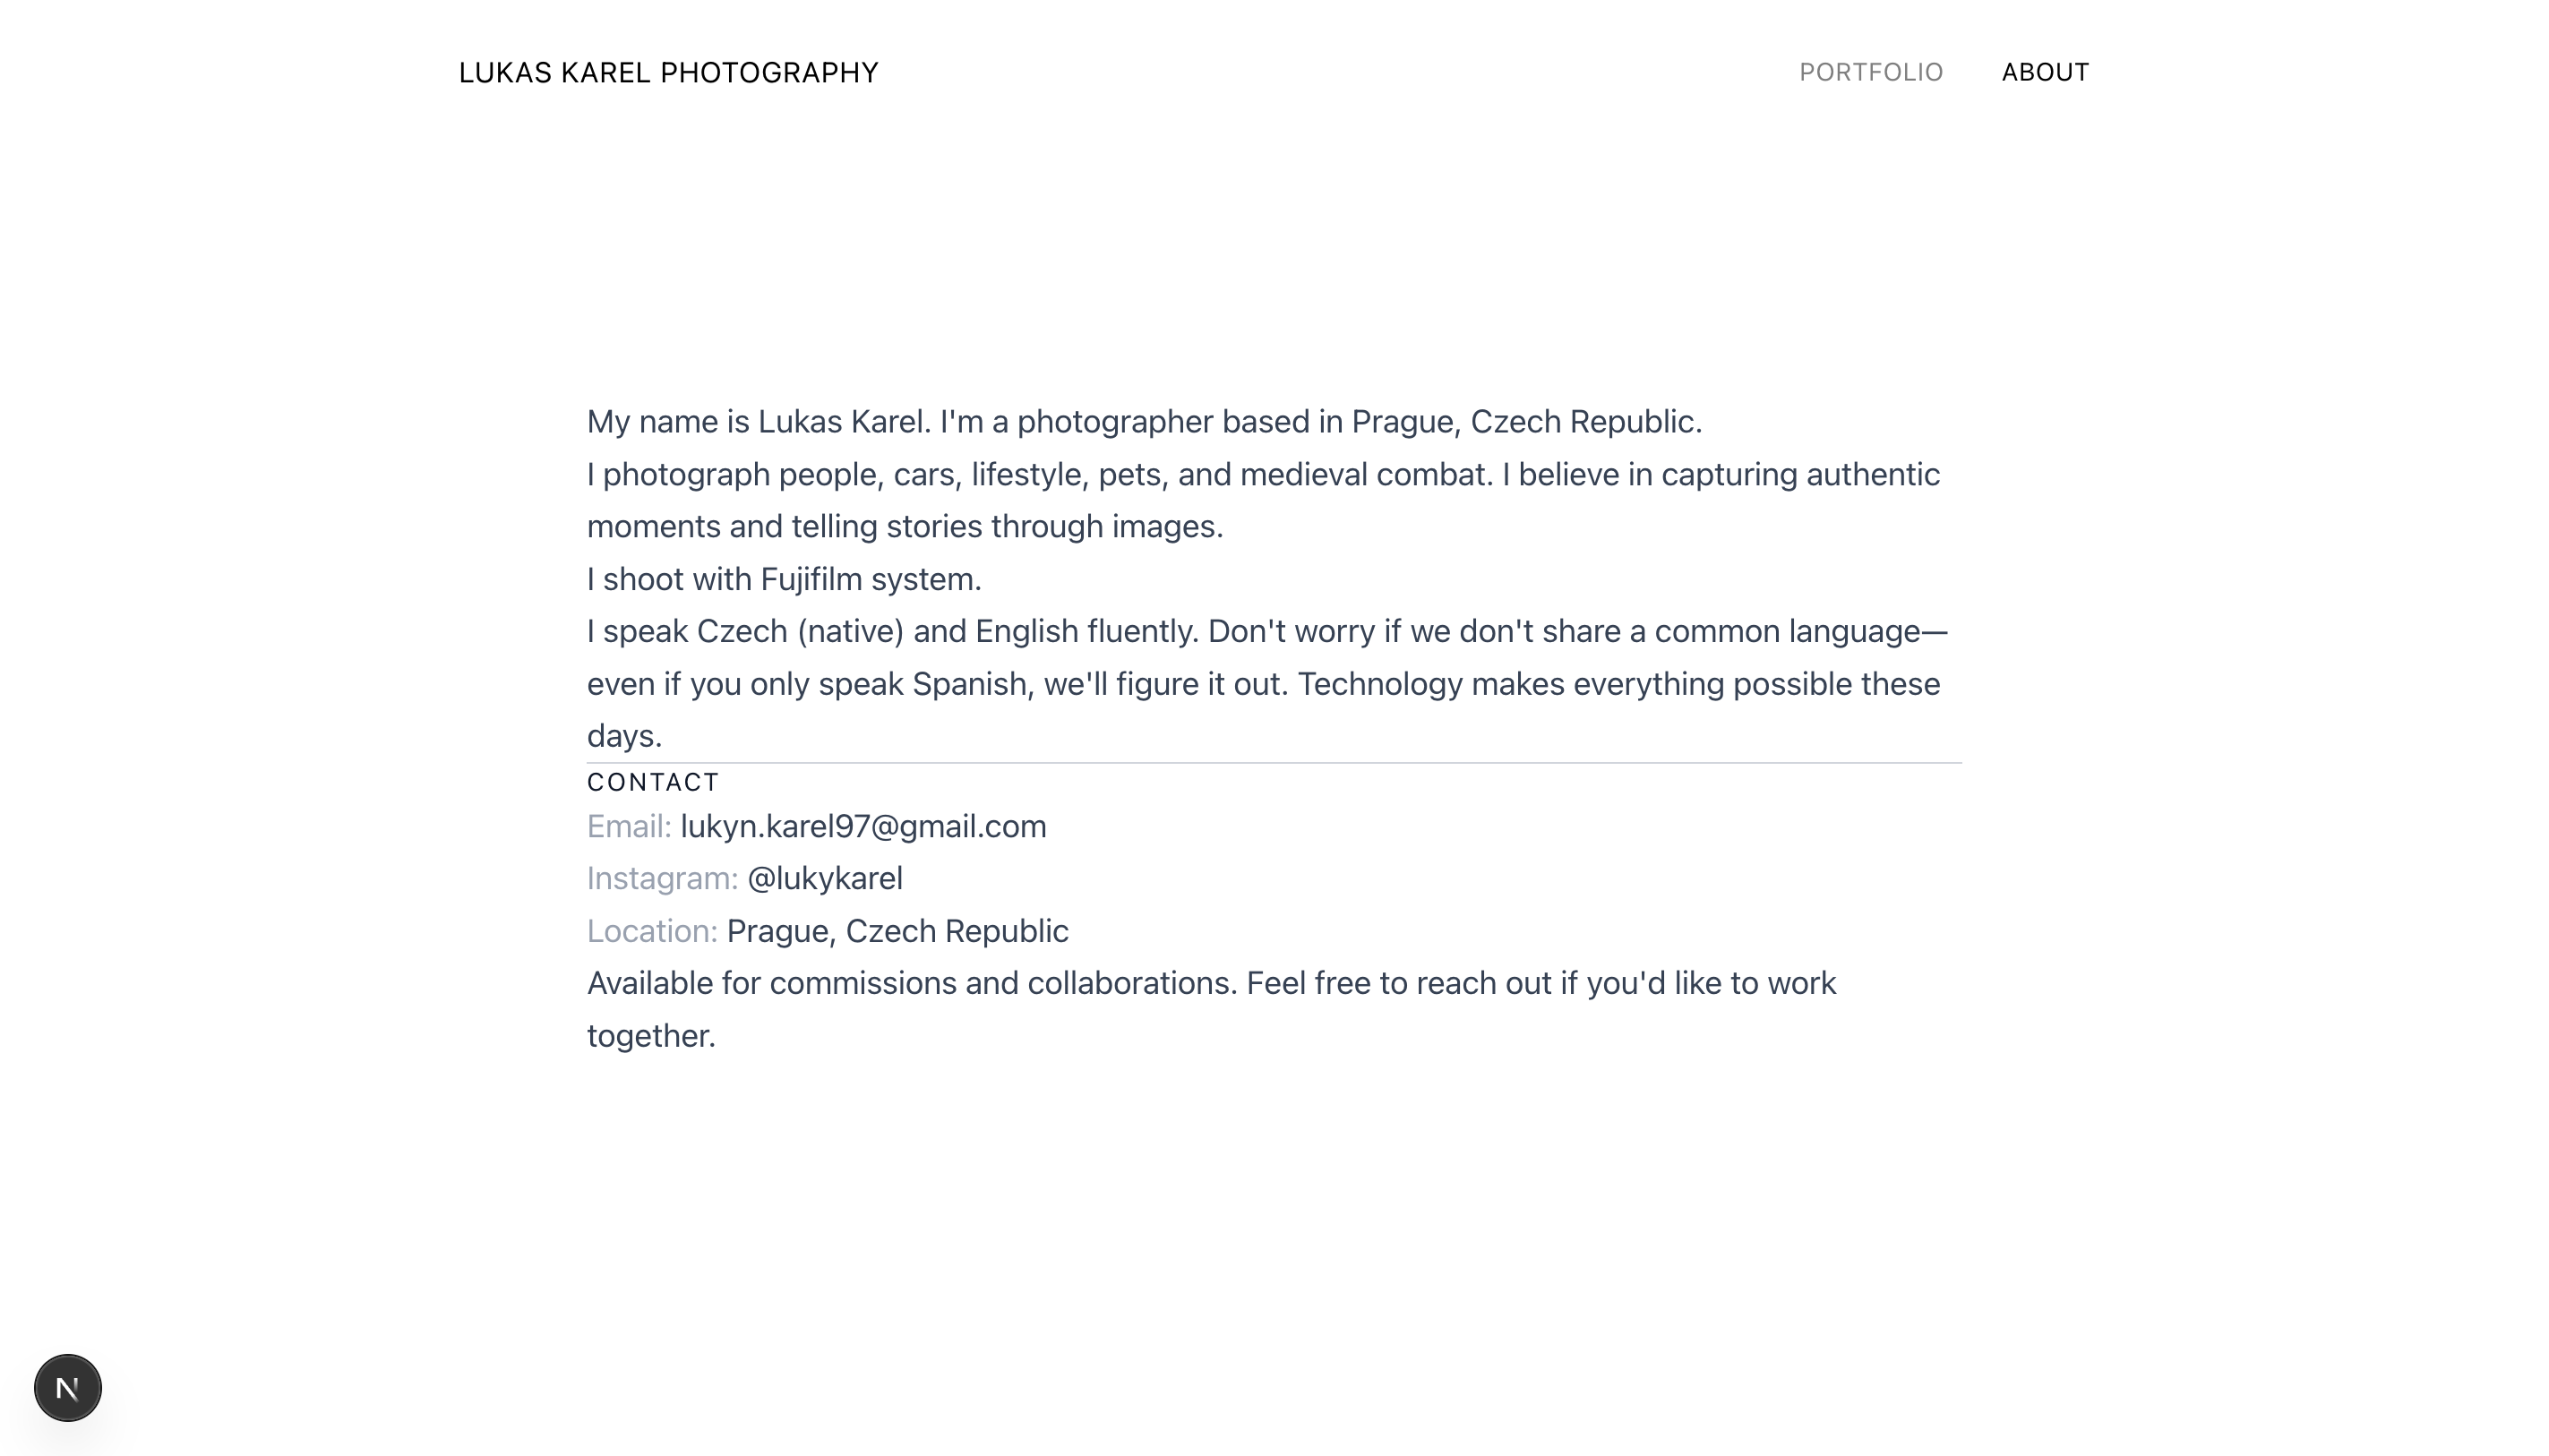 LUKAS KAREL PHOTOGRAPHY
PORTFOLIO
ABOUT
My name is Lukas Karel. I'm a photographer based in Prague, Czech Republic.
I photograph people, cars, lifestyle, pets, and medieval combat. I believe in capturing authentic
moments and telling stories through images.
I shoot with Fujifilm system.
I speak Czech (native) and English fluently. Don't worry if we don't share a common language—
even if you only speak Spanish, we'll figure it out. Technology makes everything possible these
days.
CONTACT
Email: lukyn.karel97@gmail.com
Instagram: @lukykarel
Location: Prague, Czech Republic
Available for commissions and collaborations. Feel free to reach out if you'd like to work
together.
N